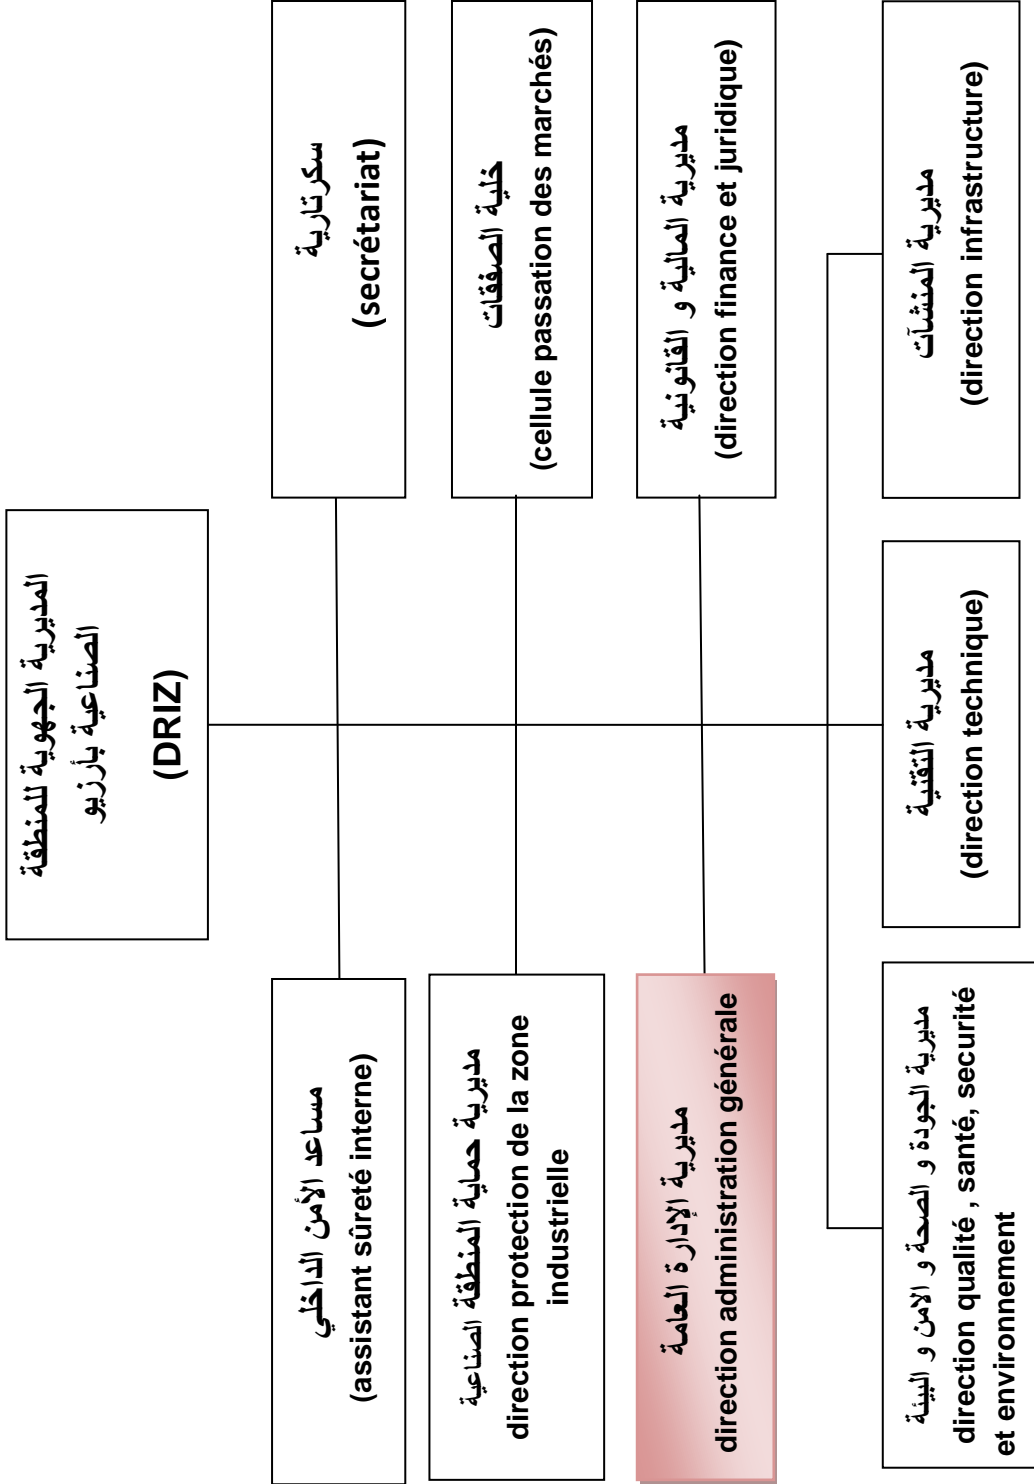 المديرية الجهوية للمنطقة
الصناعية بأرزيو
(DRIZ)
سكرتارية
(secrétariat)
مساعد الأمن الداخلي
(assistant sûreté interne)
خلية الصفقات
(cellule passation des marchés)
مديرية حماية المنطقة الصناعية
direction protection de la zone
industrielle
مديرية المالية و القانونية
(direction finance et juridique)
مديرية الإدارة العامة
direction administration générale
مديرية المنشآت
(direction infrastructure)
مديرية التقنية
(direction technique)
مديرية الجودة و الصحة و الامن و البيئة
direction qualité , santé, securité
et environnement